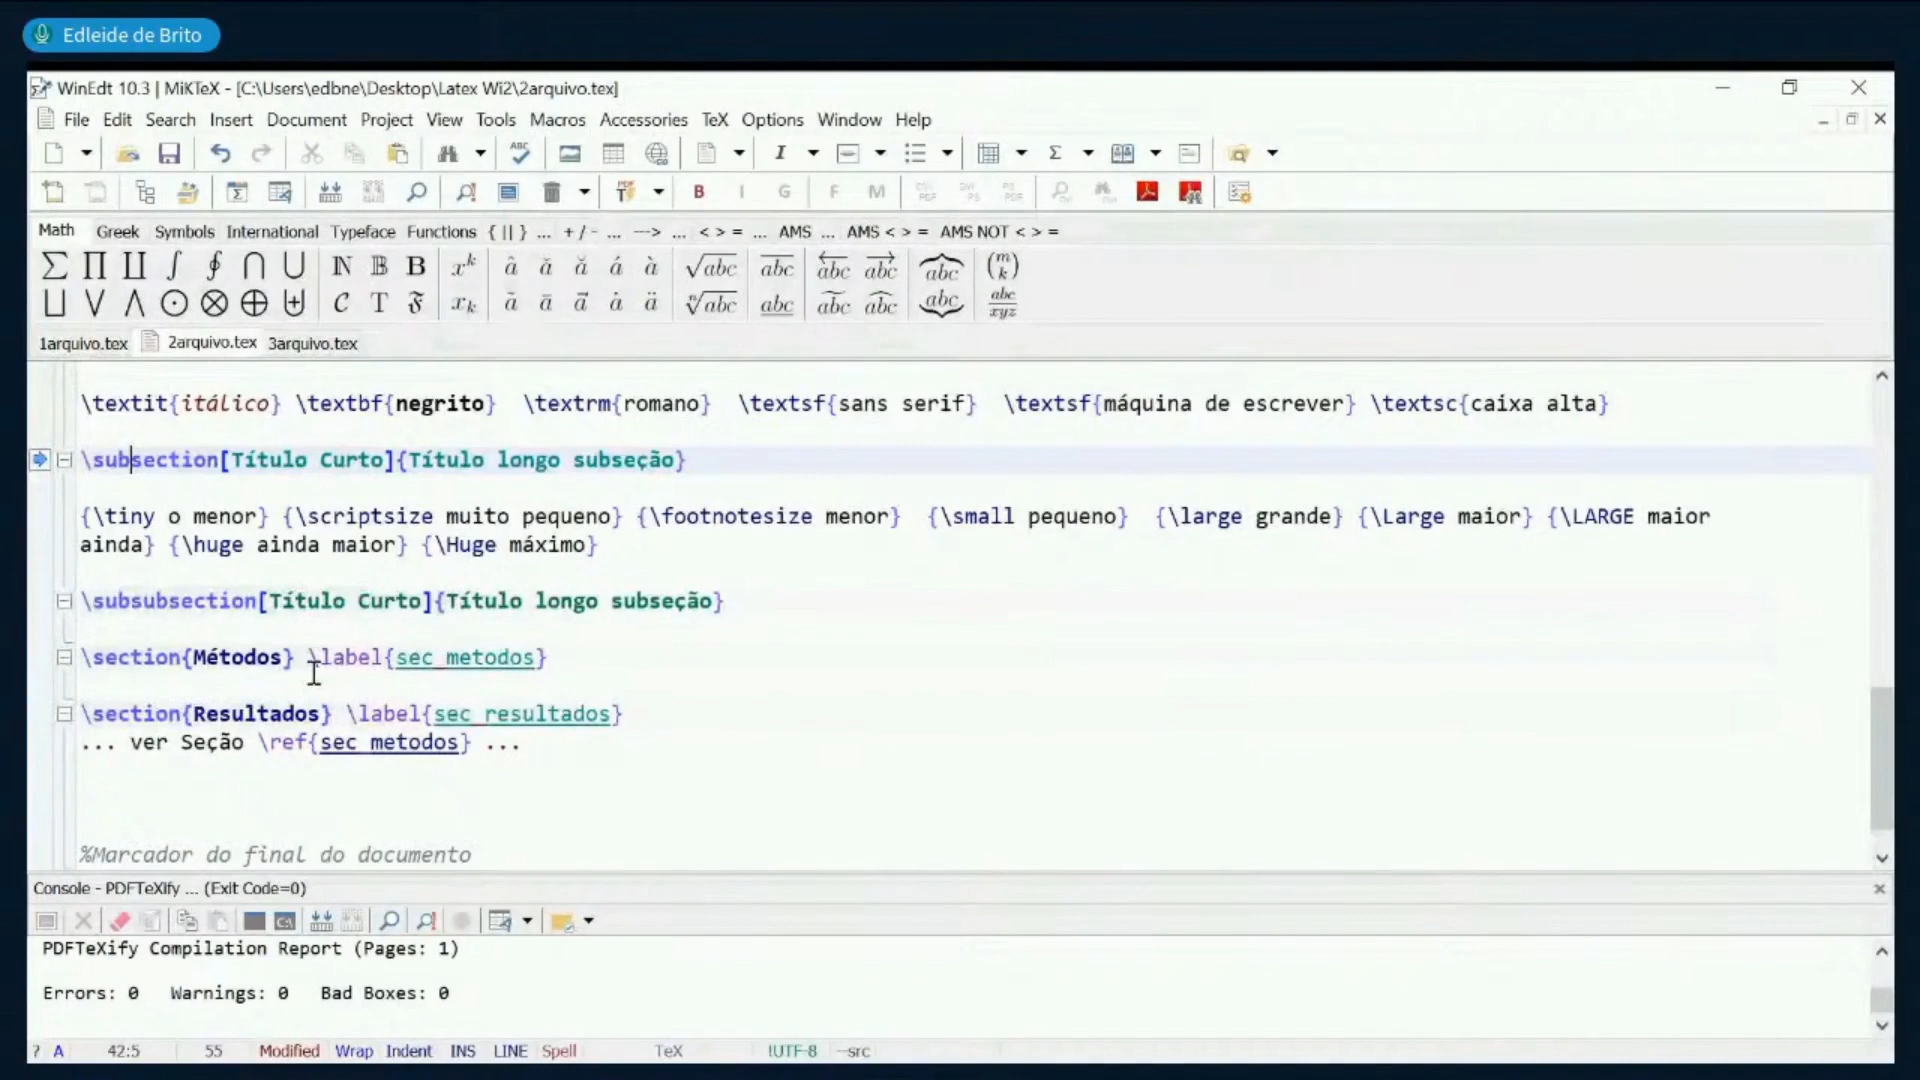 Edleide de Brito
WinEdt 10.3 | MiKTeX - [C:\Users\edbne\Desktop\Latex Wi2\2arquivo.tex]
File Edit Search Insert Document Project View Tools Macros Accessories TeX Options Window Help
B I G F M
Math Greek Symbols International Typeface Functions { || } ... + / - ... ---> ... < > = ... AMS ... AMS < > = AMS NOT < > =
1arquivo.tex 2arquivo.tex 3arquivo.tex
\textit{itálico} \textbf{negrito} \textrm{romano} \textsf{sans serif} \textsf{máquina de escrever} \textsc{caixa alta}
\subsection[Título Curto]{Título longo subseção}
{\tiny o menor} {\scriptsize muito pequeno} {\footnotesize menor} {\small pequeno} {\large grande} {\Large maior} {\LARGE maior
ainda} {\huge ainda maior} {\Huge máximo}
\subsubsection[Título Curto]{Título longo subseção}
\section{Métodos} \label{sec_metodos}
\section{Resultados} \label{sec_resultados}
... ver Seção \ref{sec_metodos} ...
%Marcador do final do documento
Console - PDFTeXify ... (Exit Code=0)
PDFTeXify Compilation Report (Pages: 1)
Errors: 0 Warnings: 0 Bad Boxes: 0
? A 42:5 55 Modified Wrap Indent INS LINE Spell TeX !UTF-8 --src